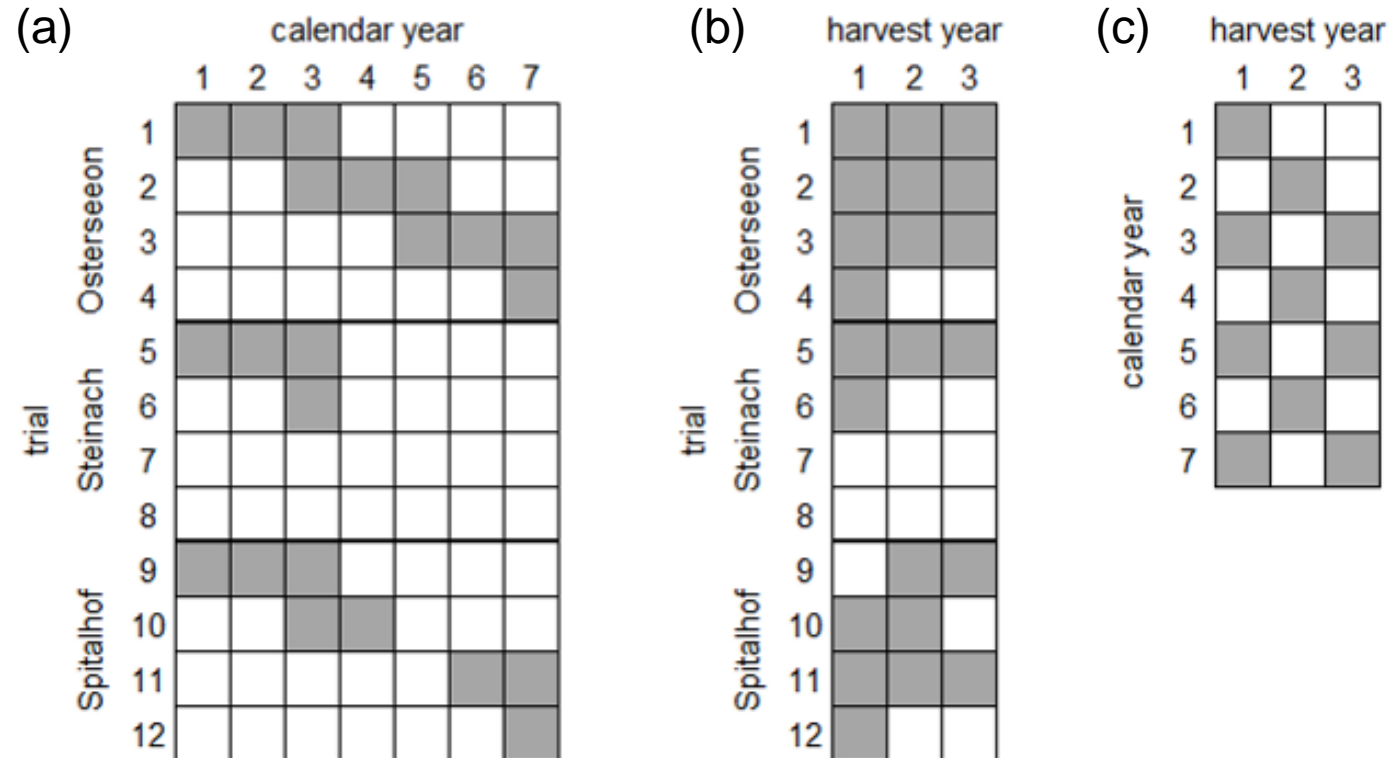 (a) calendar year
1 2 3 4 5 6 7
trial
Osterseeon
1
2
3
4
Steinach
5
6
7
8
Spitalhof
9
10
11
12
(b) harvest year
1 2 3
trial
Osterseeon
1
2
3
4
Steinach
5
6
7
8
Spitalhof
9
10
11
12
(c) harvest year
1 2 3
calendar year
1
2
3
4
5
6
7